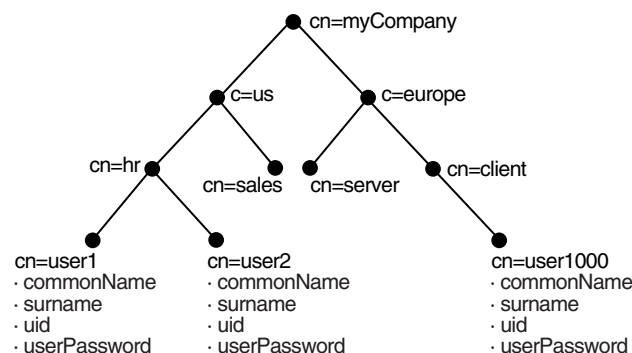 cn=myCompany
c=us
c=europe
cn=hr
cn=sales
cn=server
cn=client
cn=user1
· commonName
· surname
· uid
· userPassword
cn=user2
· commonName
· surname
· uid
· userPassword
cn=user1000
· commonName
· surname
· uid
· userPassword